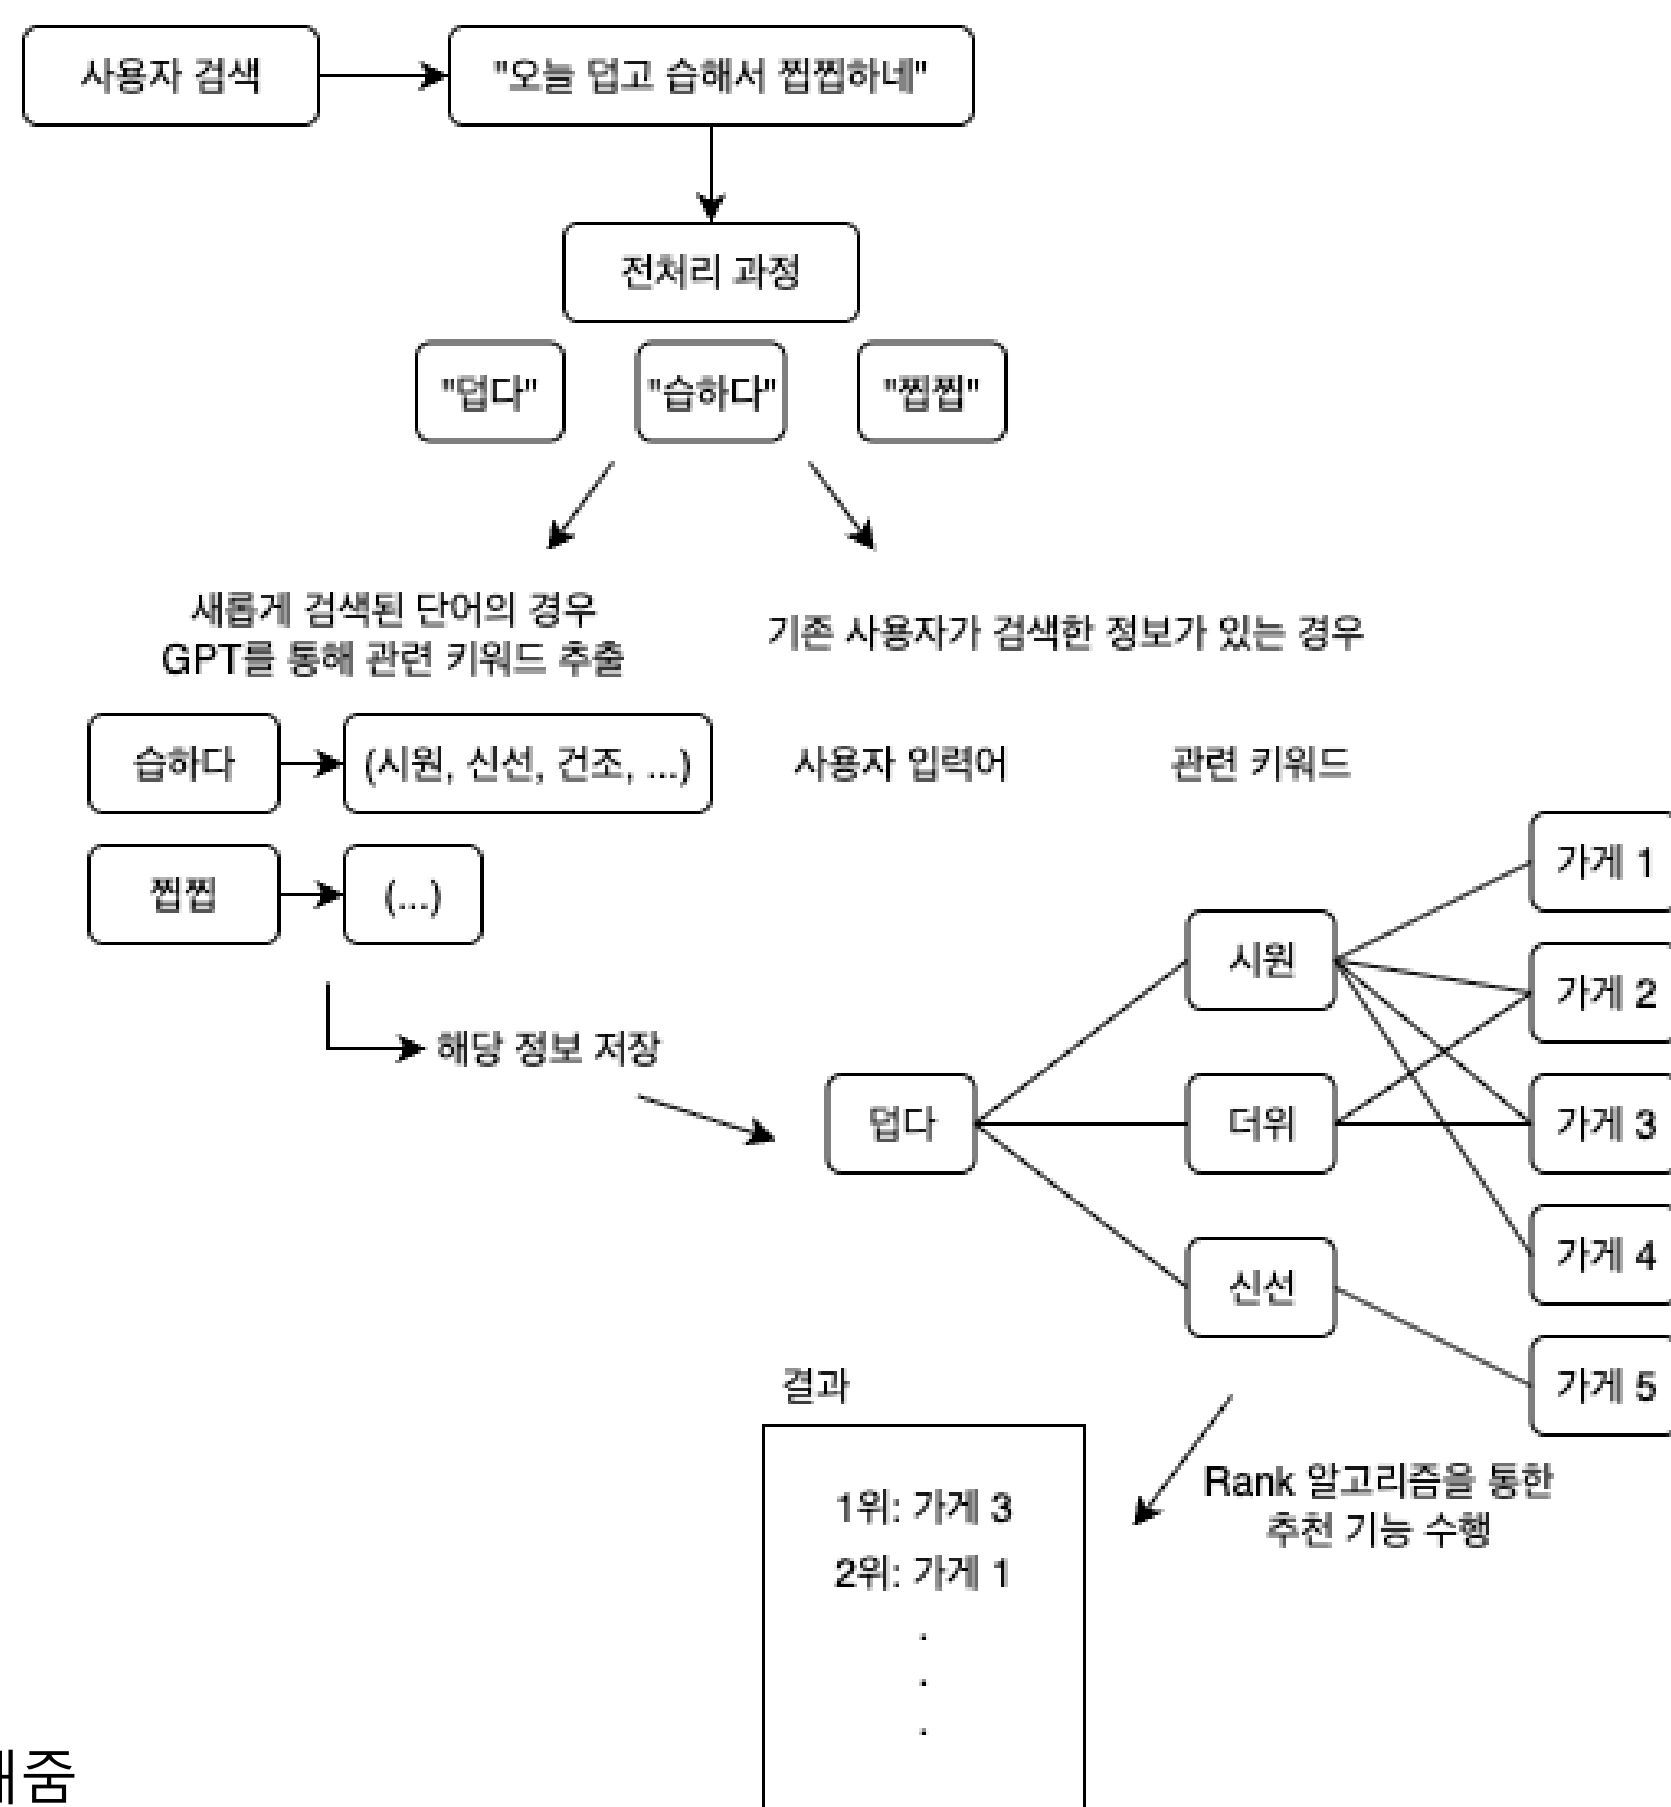 사용자 검색
"오늘 덥고 습해서 찝찝하네"
전처리 과정
"덥다"
"습하다"
"찝찝"
새롭게 검색된 단어의 경우
GPT를 통해 관련 키워드 추출
기존 사용자가 검색한 정보가 있는 경우
습하다
(시원, 신선, 건조, ...)
찝찝
(...)
해당 정보 저장
사용자 입력어
관련 키워드
덥다
시원
더위
신선
가게 1
가게 2
가게 3
가게 4
가게 5
Rank 알고리즘을 통한
추천 기능 수행
결과
1위: 가게 3
2위: 가게 1
.
.
.
줌